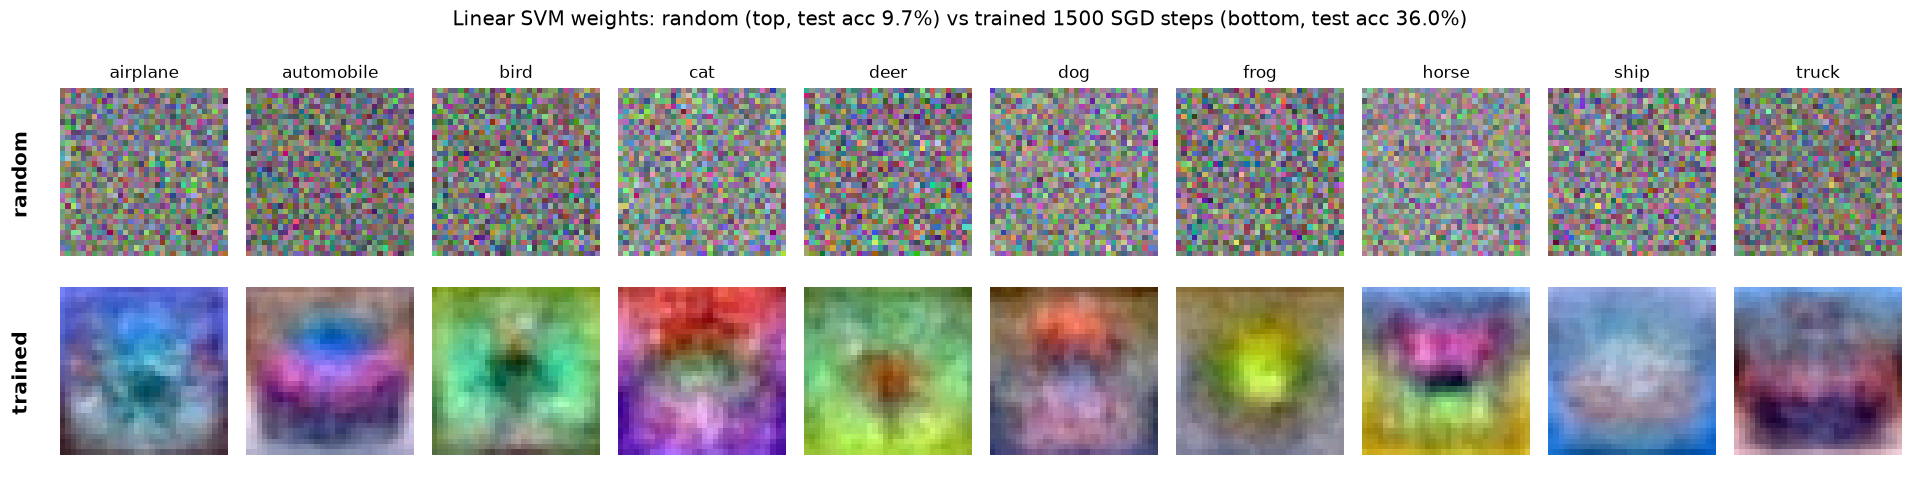 Linear SVM weights: random (top, test acc 9.7%) vs trained 1500 SGD steps (bottom, test acc 36.0%)
airplane automobile bird cat deer dog frog horse ship truck
random
trained